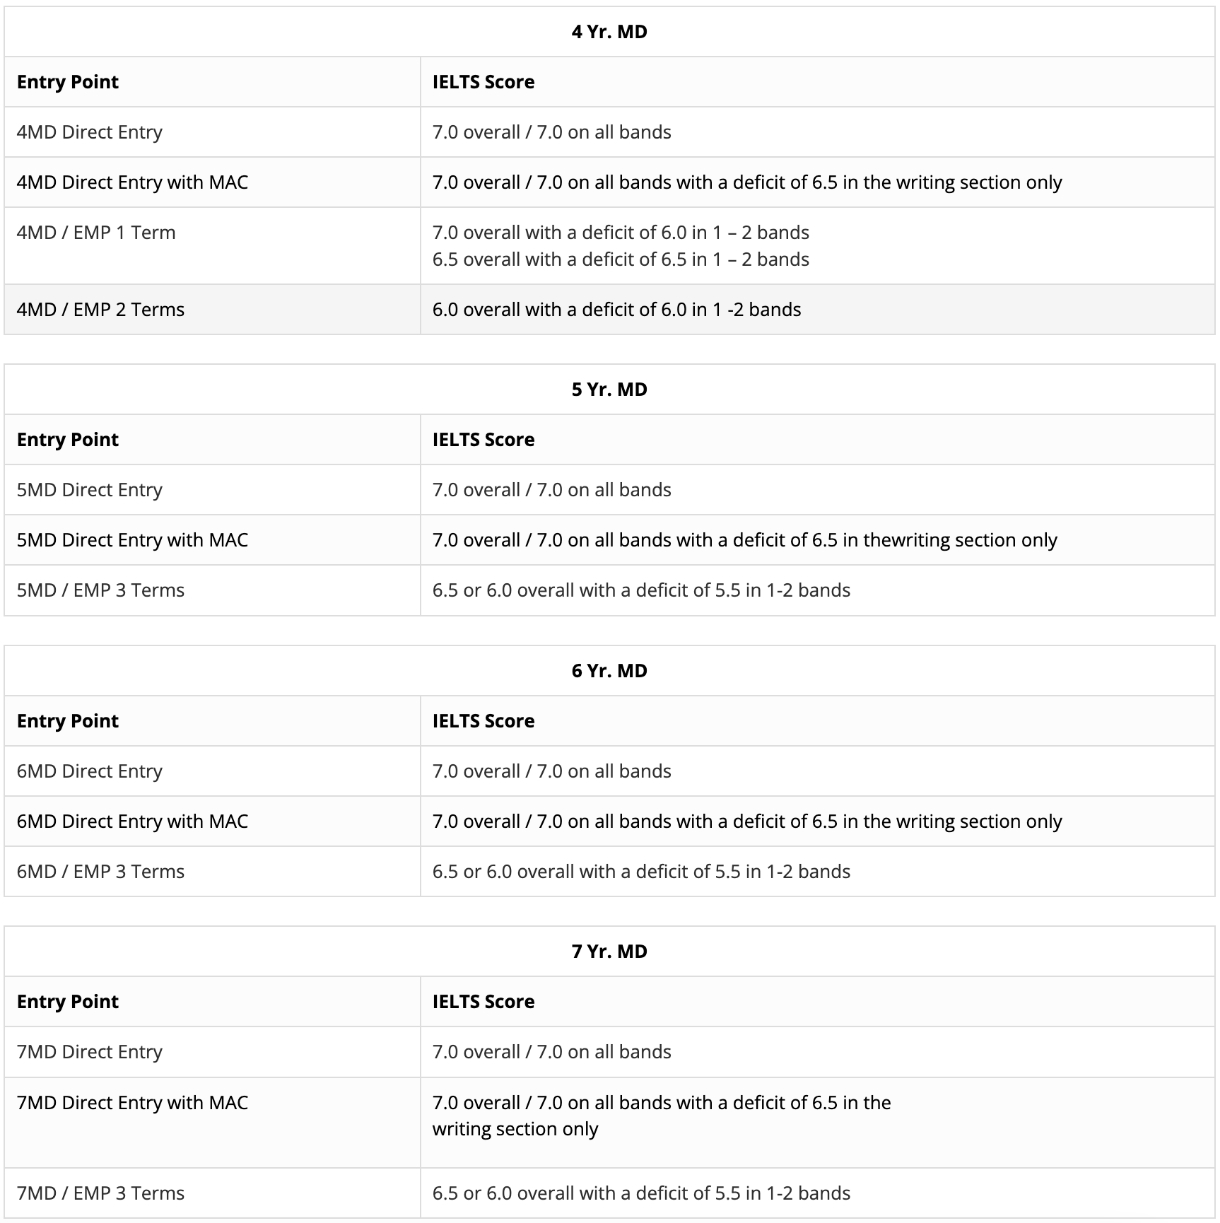 4 Yr. MD
Entry Point IELTS Score
4MD Direct Entry 7.0 overall / 7.0 on all bands
4MD Direct Entry with MAC 7.0 overall / 7.0 on all bands with a deficit of 6.5 in the writing section only
4MD / EMP 1 Term 7.0 overall with a deficit of 6.0 in 1 – 2 bands
6.5 overall with a deficit of 6.5 in 1 – 2 bands
4MD / EMP 2 Terms 6.0 overall with a deficit of 6.0 in 1 -2 bands
5 Yr. MD
Entry Point IELTS Score
5MD Direct Entry 7.0 overall / 7.0 on all bands
5MD Direct Entry with MAC 7.0 overall / 7.0 on all bands with a deficit of 6.5 in thewriting section only
5MD / EMP 3 Terms 6.5 or 6.0 overall with a deficit of 5.5 in 1-2 bands
6 Yr. MD
Entry Point IELTS Score
6MD Direct Entry 7.0 overall / 7.0 on all bands
6MD Direct Entry with MAC 7.0 overall / 7.0 on all bands with a deficit of 6.5 in the writing section only
6MD / EMP 3 Terms 6.5 or 6.0 overall with a deficit of 5.5 in 1-2 bands
7 Yr. MD
Entry Point IELTS Score
7MD Direct Entry 7.0 overall / 7.0 on all bands
7MD Direct Entry with MAC 7.0 overall / 7.0 on all bands with a deficit of 6.5 in the
writing section only
7MD / EMP 3 Terms 6.5 or 6.0 overall with a deficit of 5.5 in 1-2 bands